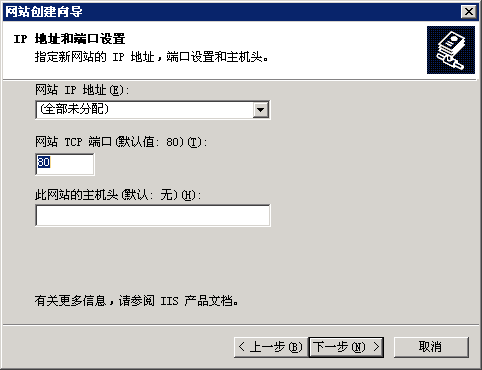 网站创建向导
IP 地址和端口设置
指定新网站的 IP 地址，端口设置和主机头。
网站 IP 地址(E):
(全部未分配)
网站 TCP 端口(默认值: 80)(T):
80
此网站的主机头(默认: 无)(H):
有关更多信息，请参阅 IIS 产品文档。
< 上一步(B) 下一步(N) > 取消